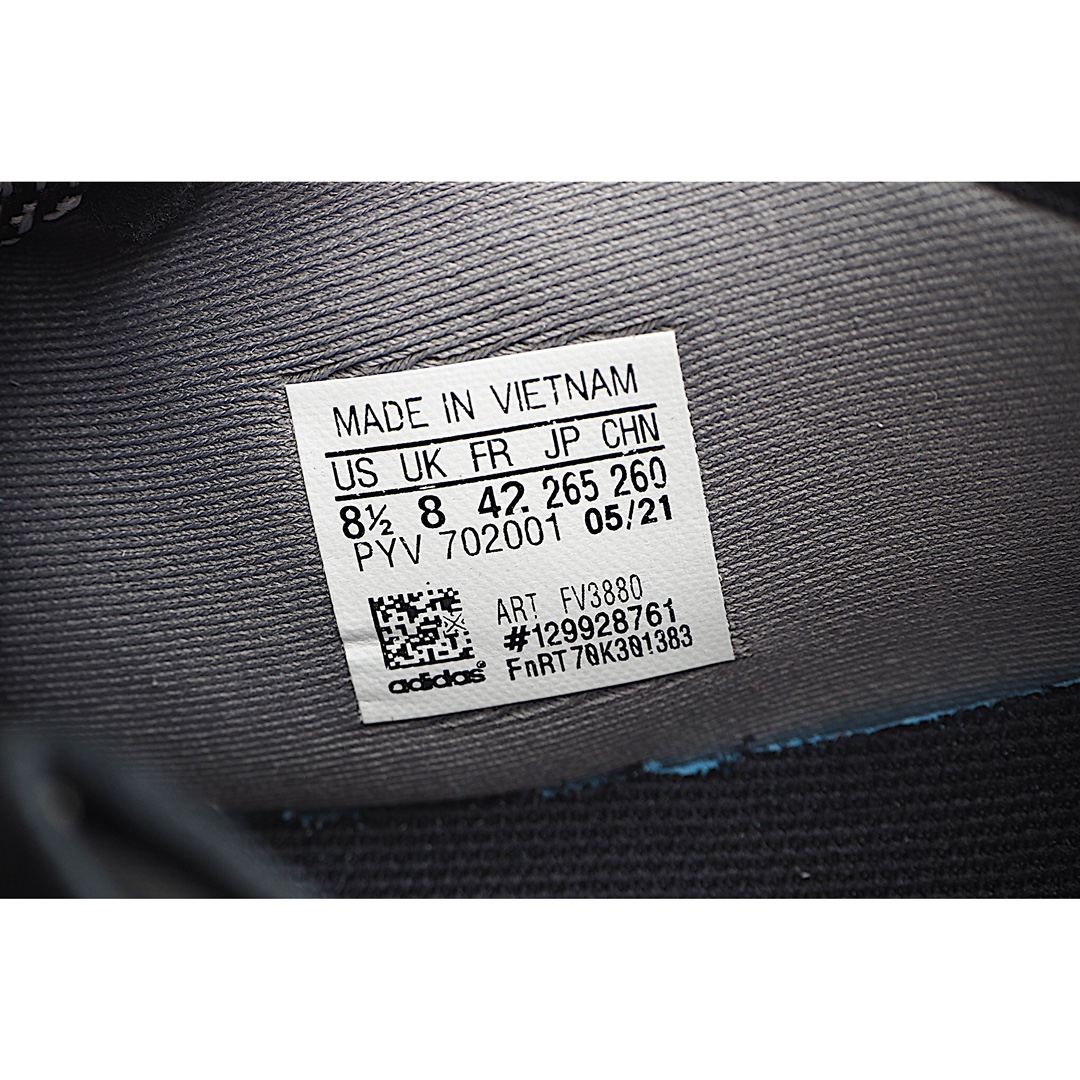 MADE IN VIETNAM
US UK FR JP CHN
8½ 8 42 265 260
PYV 702001 05/21
ART FV3880
#129928761
FnRT70K301383
adidas®